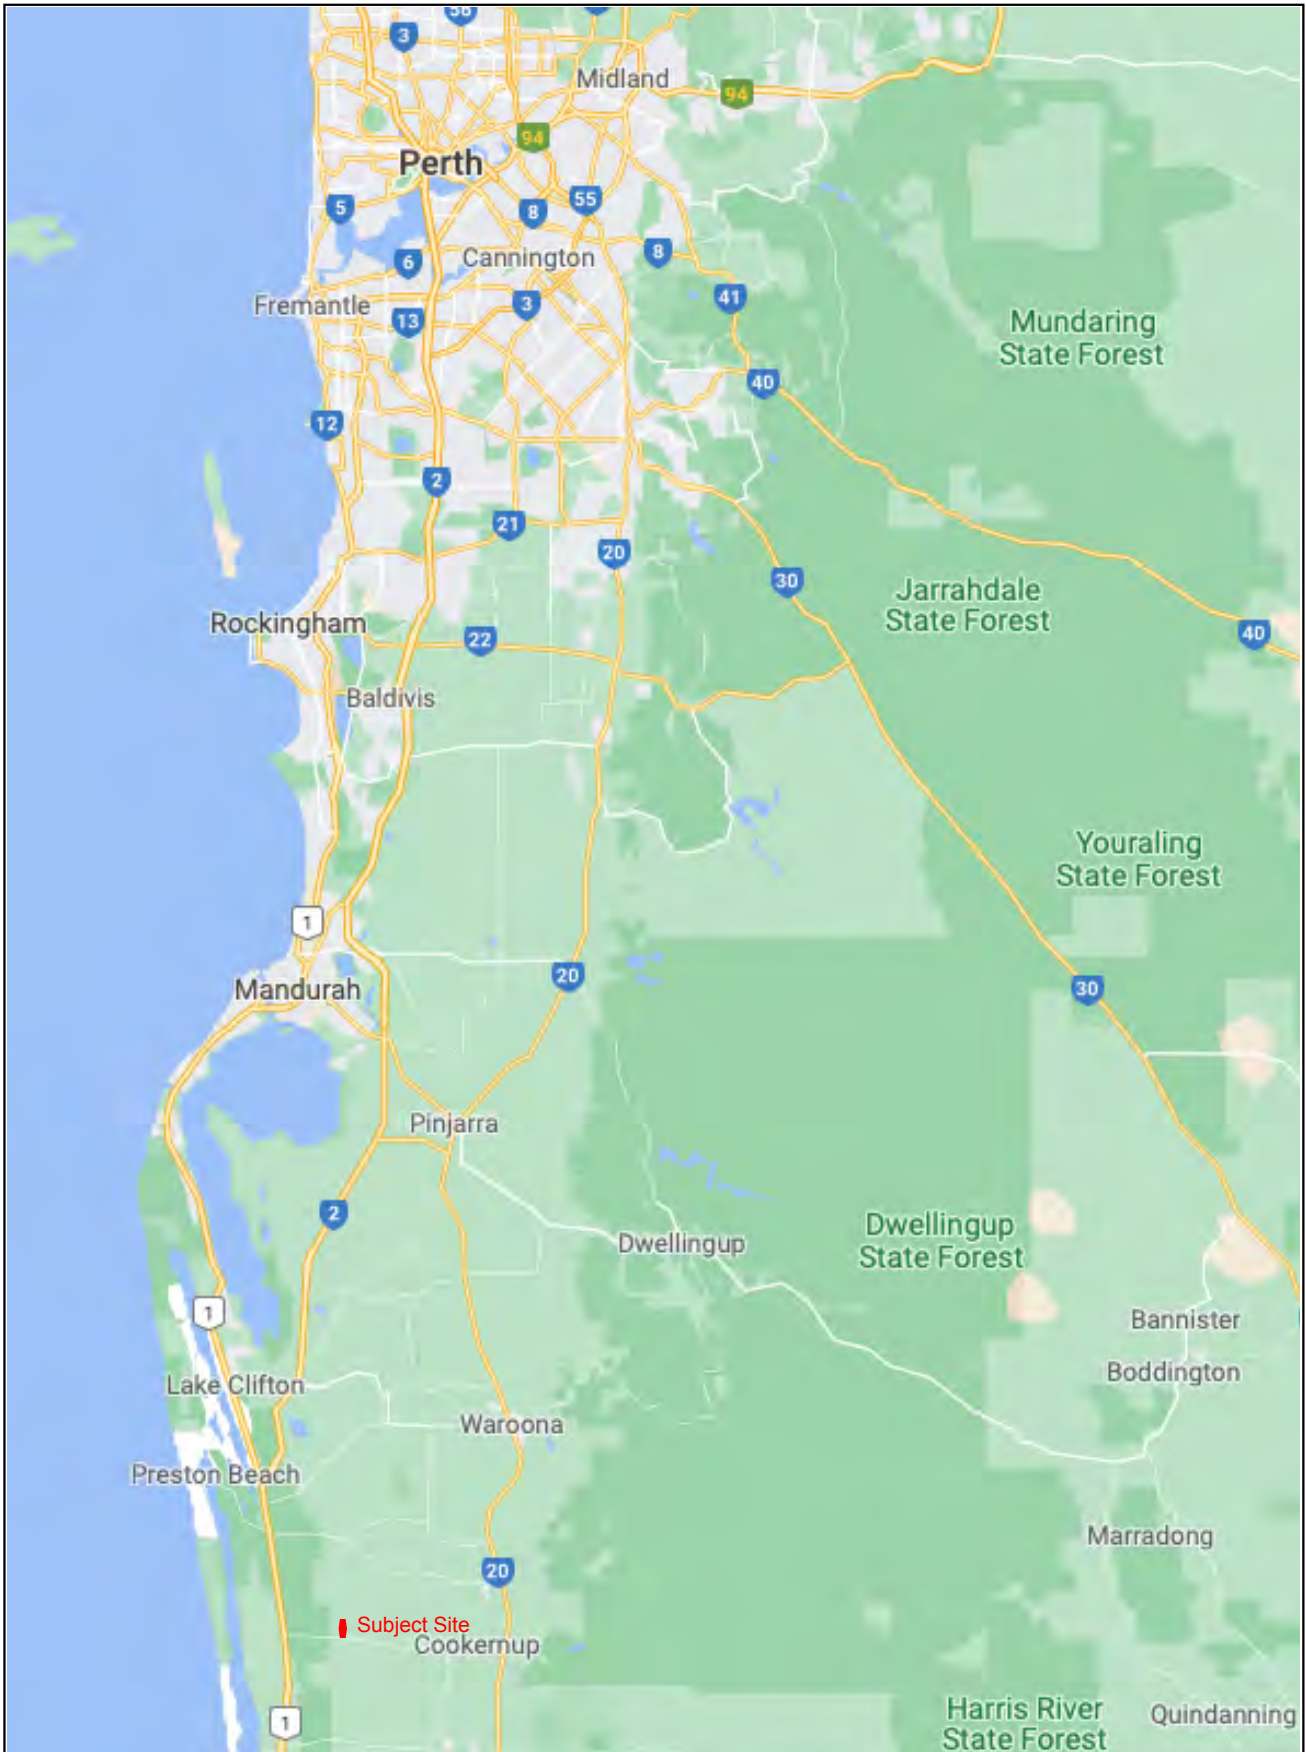 56
3
Midland
94
94
Perth
5
8
55
6
Cannington
8
Fremantle
3
41
13
Mundaring
State Forest
40
12
2
21
20
30
Jarrahdale
State Forest
Rockingham
22
40
Baldivis
Youraling
State Forest
1
20
Mandurah
30
Pinjarra
2
Dwellingup
Dwellingup
State Forest
1
Bannister
Boddington
Lake Clifton
Waroona
Preston Beach
Marradong
20
Subject Site
Cookernup
Harris River
State Forest
Quindanning
1